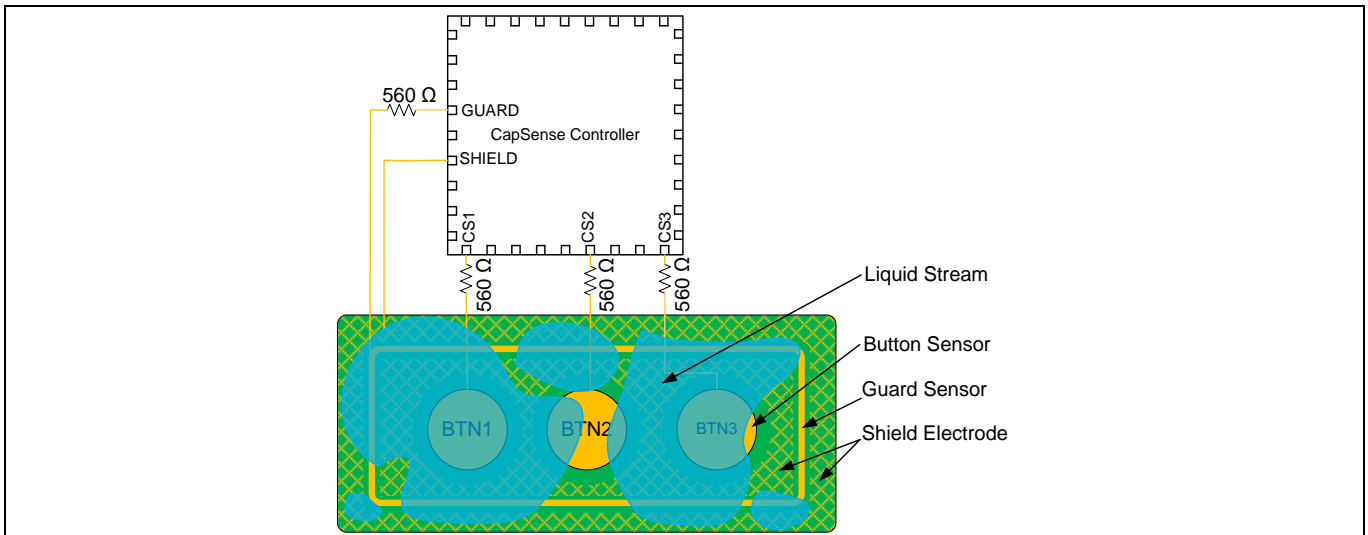 560 Ω
GUARD
CapSense Controller
SHIELD
CS1
CS2
CS3
560 Ω
560 Ω
560 Ω
Liquid Stream
Button Sensor
Guard Sensor
Shield Electrode
BTN1
BTN2
BTN3